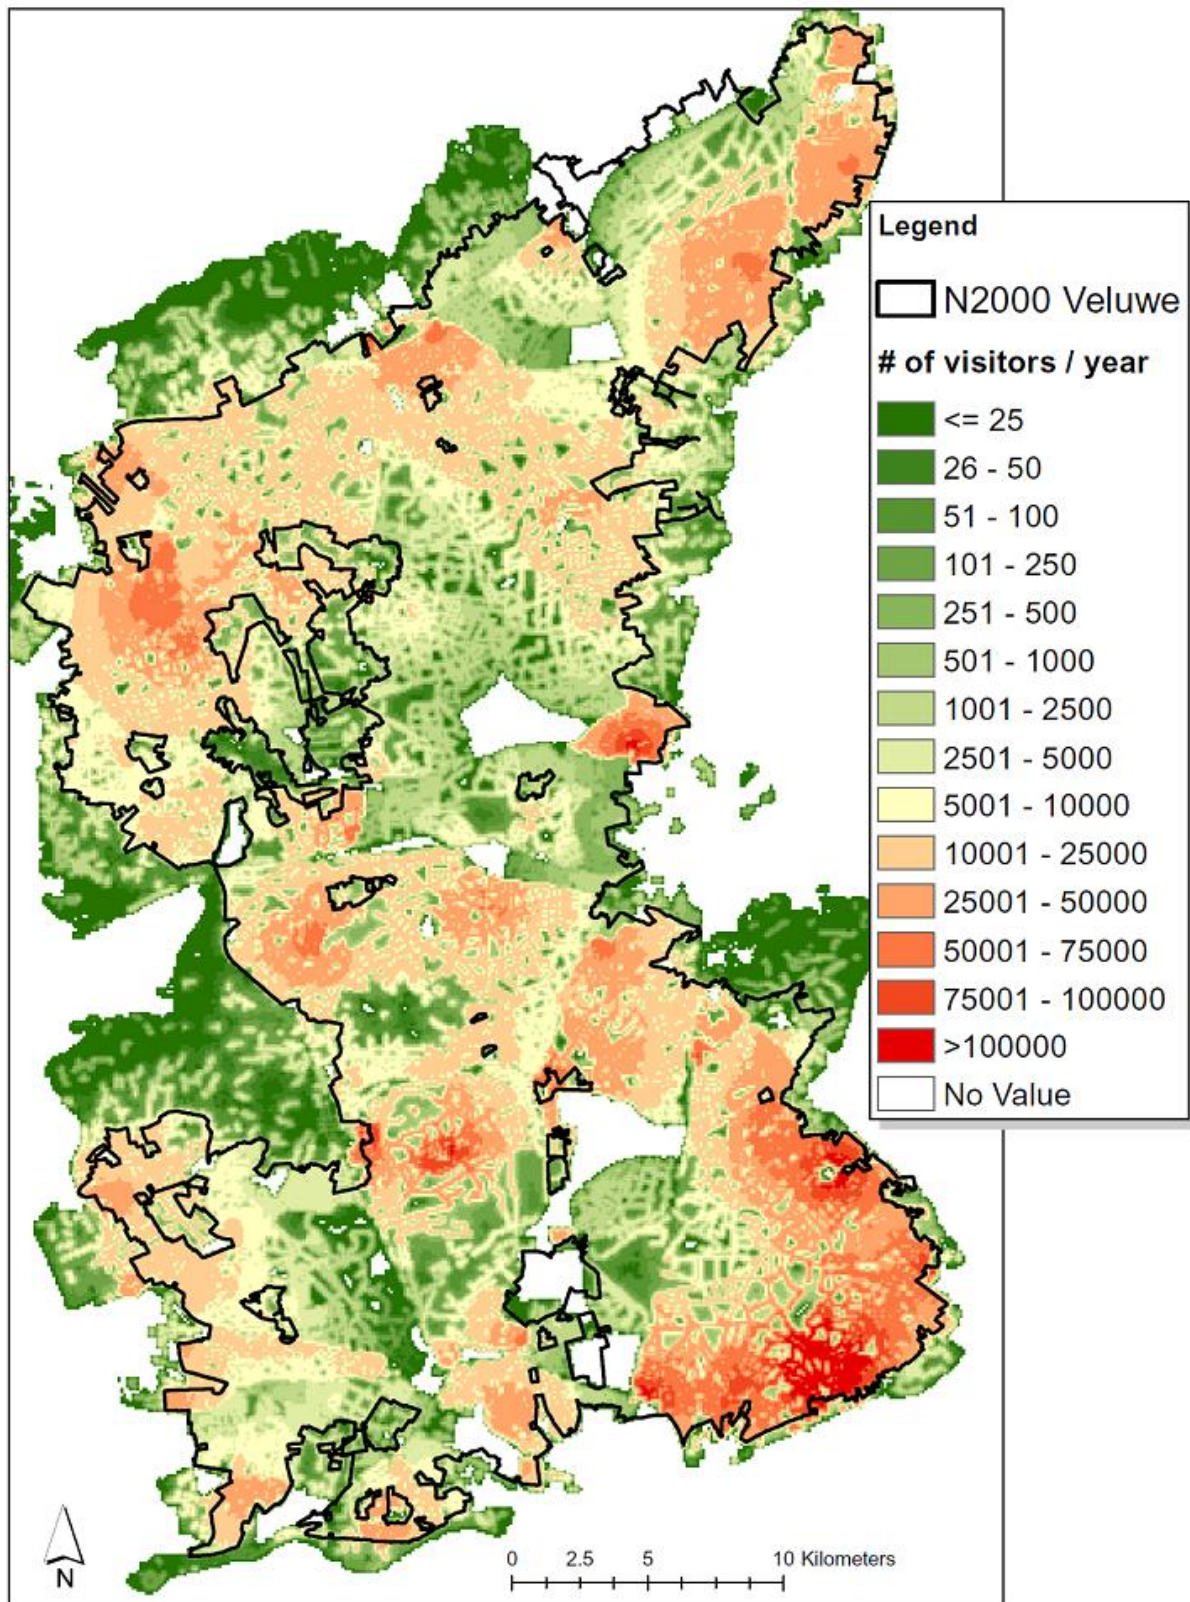 Legend
N2000 Veluwe
# of visitors / year
<= 25
26 - 50
51 - 100
101 - 250
251 - 500
501 - 1000
1001 - 2500
2501 - 5000
5001 - 10000
10001 - 25000
25001 - 50000
50001 - 75000
75001 - 100000
>100000
No Value
N
0 2.5 5 10 Kilometers